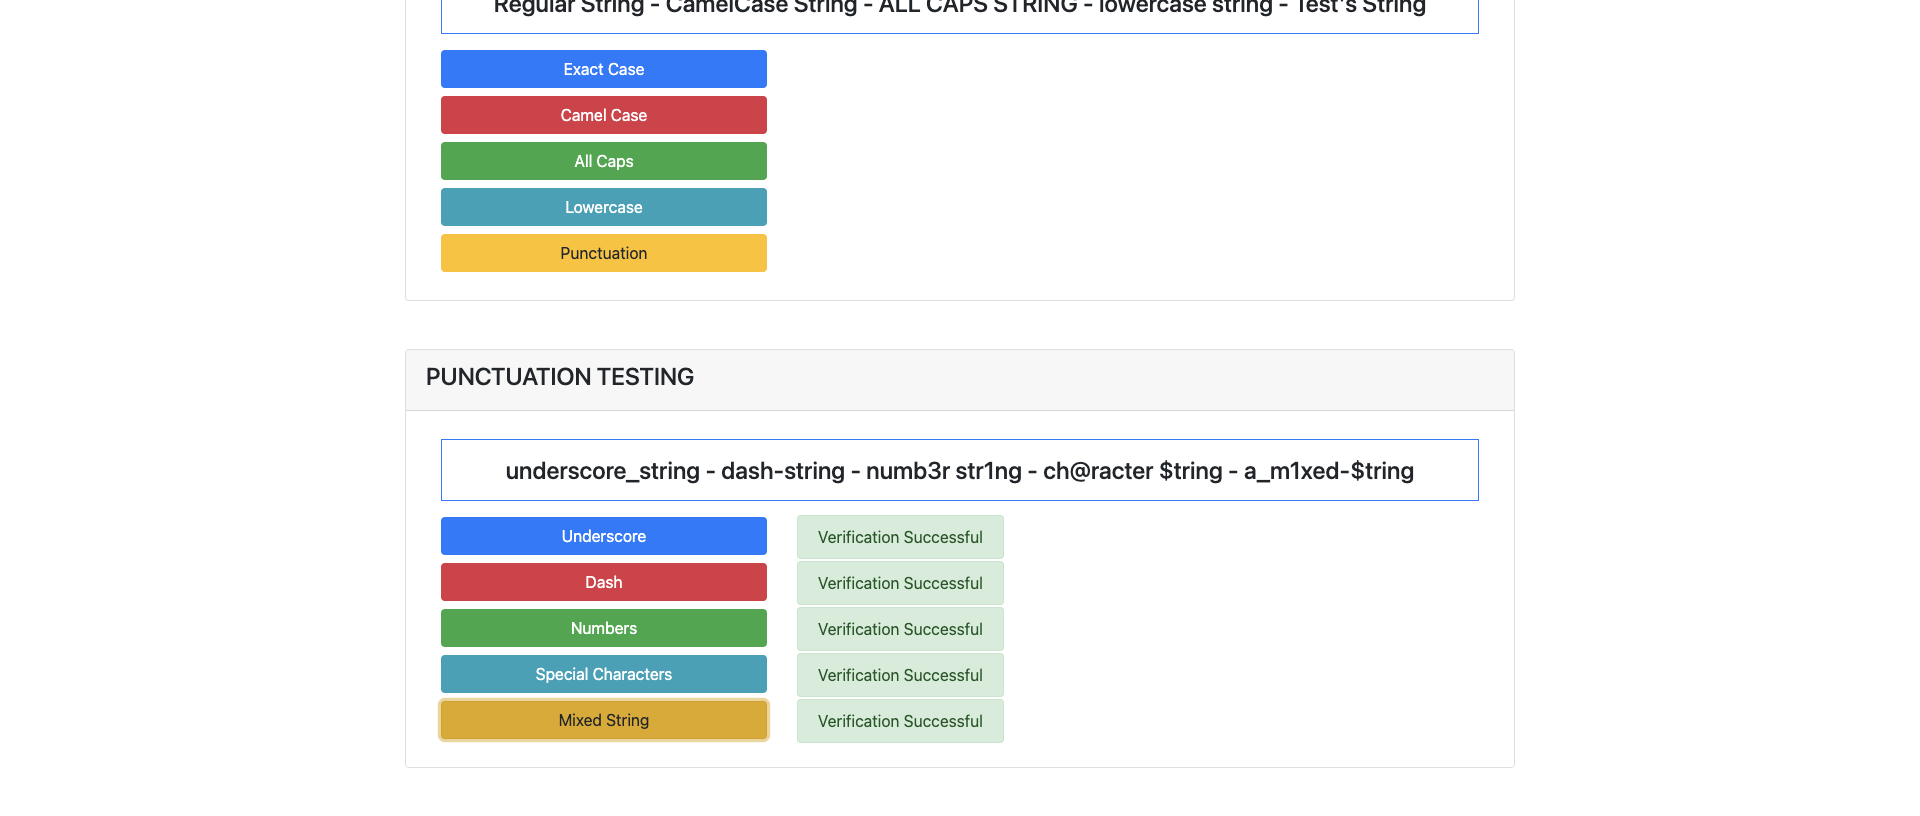 Regular String - CamelCase String - ALL CAPS STRING - lowercase string - Test's String
Exact Case
Camel Case
All Caps
Lowercase
Punctuation
PUNCTUATION TESTING
underscore_string - dash-string - numb3r str1ng - ch@racter $tring - a_m1xed-$tring
Underscore
Verification Successful
Dash
Verification Successful
Numbers
Verification Successful
Special Characters
Verification Successful
Mixed String
Verification Successful